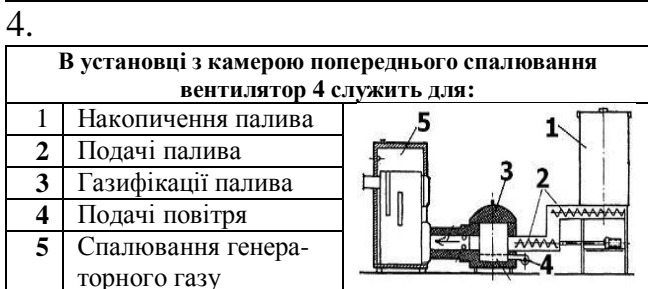 4.
В установці з камерою попереднього спалювання
вентилятор 4 служить для:
1 Накопичення палива
2 Подачі палива
3 Газифікації палива
4 Подачі повітря
5 Спалювання генера-
торного газу
5
1
3
2
4